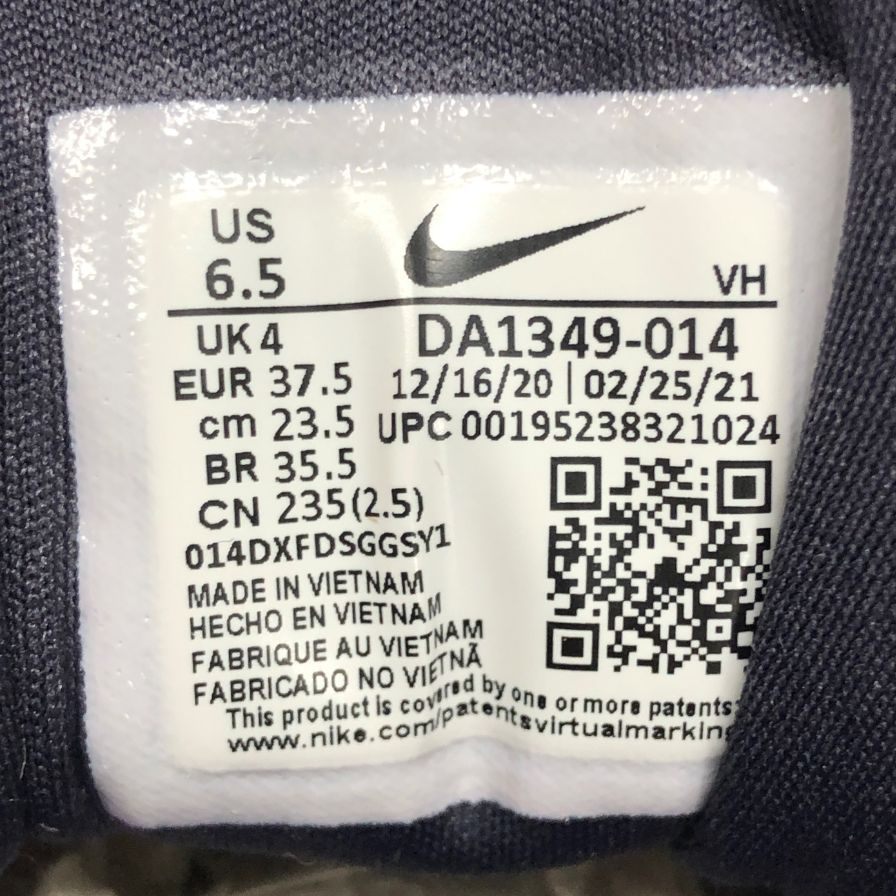 US
6.5
VH
UK 4
DA1349-014
EUR 37.5
12/16/20 | 02/25/21
cm 23.5
UPC 00195238321024
BR 35.5
CN 235(2.5)
014DXFDSGGSY1
MADE IN VIETNAM
HECHO EN VIETNAM
FABRIQUE AU VIETNAM
FABRICADO NO VIETNÃ
This product is covered by one or more patents:
www.nike.com/patentsvirtualmarking